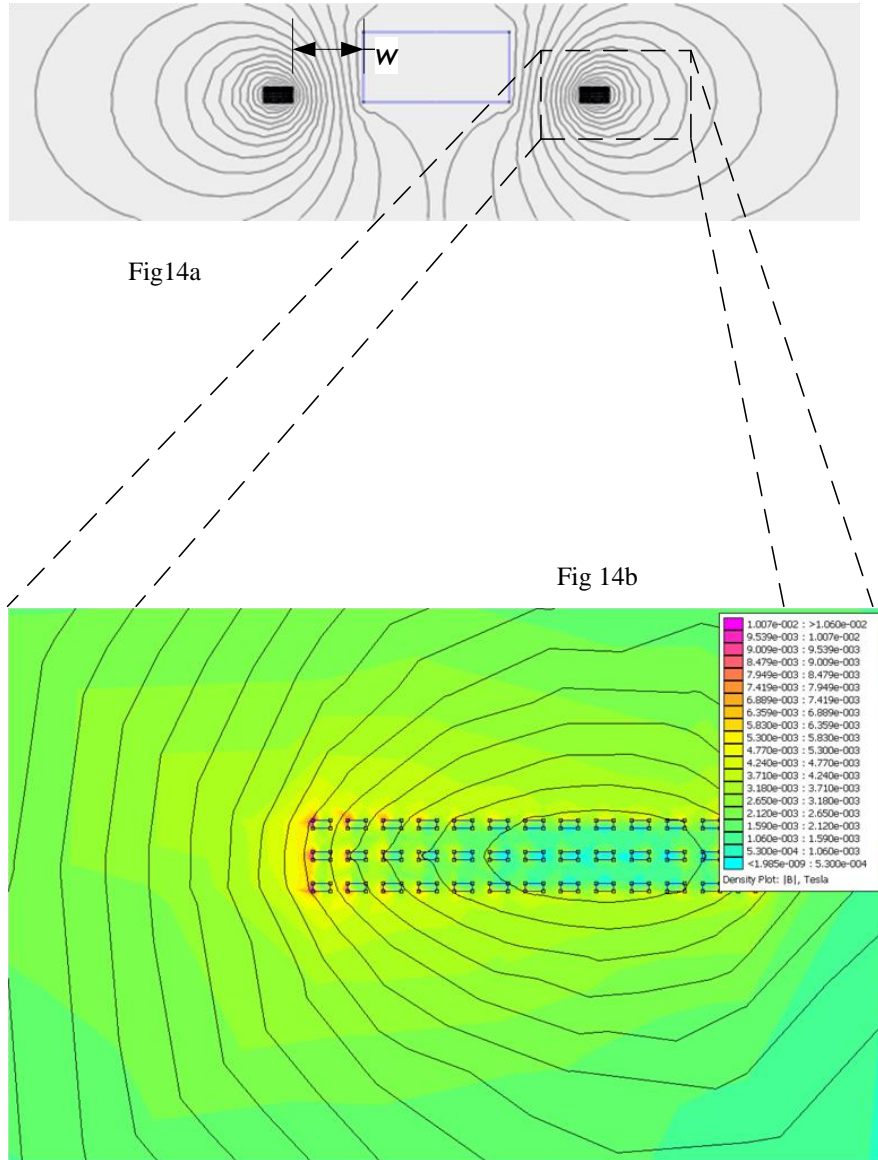 w
Fig14a
Fig 14b
1.007e-002 : >1.060e-002
9.539e-003 : 1.007e-002
9.009e-003 : 9.539e-003
8.479e-003 : 9.009e-003
7.949e-003 : 8.479e-003
7.419e-003 : 7.949e-003
6.889e-003 : 7.419e-003
6.359e-003 : 6.889e-003
5.830e-003 : 6.359e-003
5.300e-003 : 5.830e-003
4.770e-003 : 5.300e-003
4.240e-003 : 4.770e-003
3.710e-003 : 4.240e-003
3.180e-003 : 3.710e-003
2.650e-003 : 3.180e-003
2.120e-003 : 2.650e-003
1.590e-003 : 2.120e-003
1.060e-003 : 1.590e-003
5.300e-004 : 1.060e-003
<1.985e-009 : 5.300e-004
Density Plot: |B|, Tesla